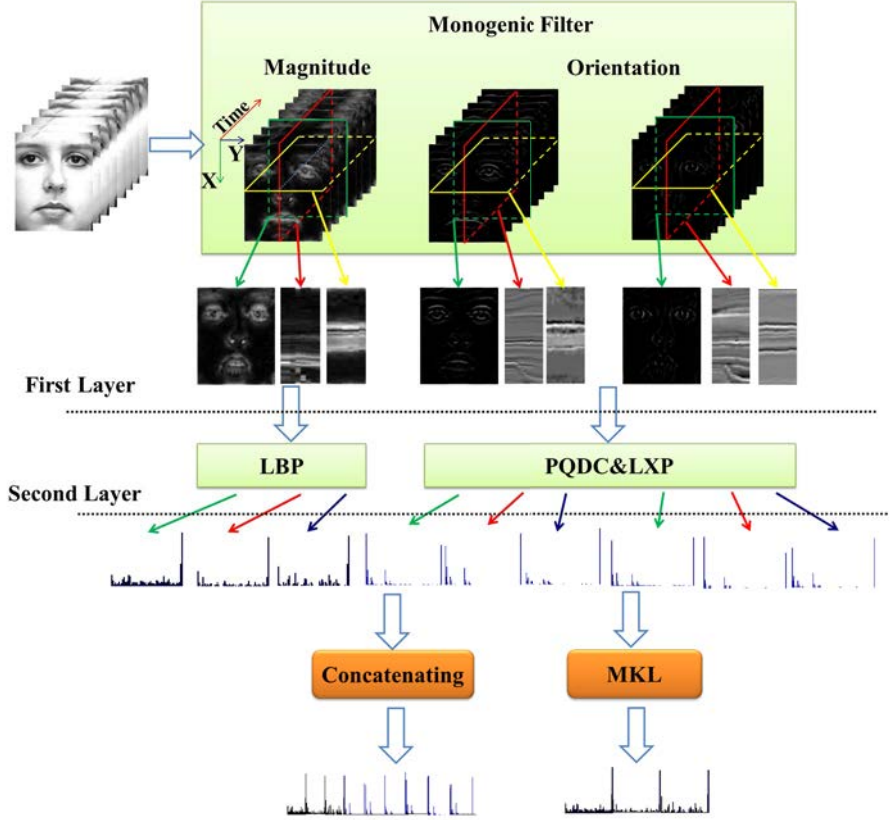 Monogenic Filter
Magnitude
Orientation
Time
Y
X
First Layer
LBP
PQDC&LXP
Second Layer
Concatenating
MKL